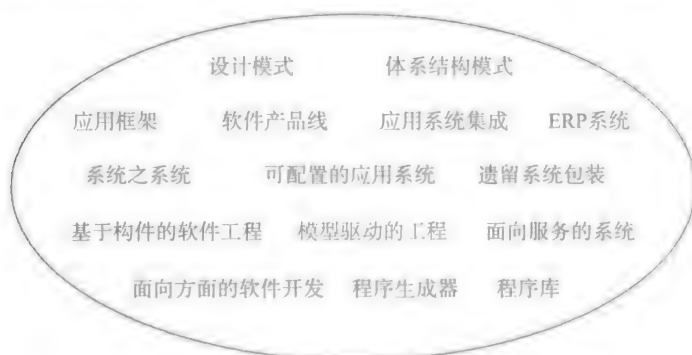 设计模式 体系结构模式
应用框架 软件产品线 应用系统集成 ERP系统
系统之系统 可配置的应用系统 遗留系统包装
基于构件的软件工程 模型驱动的工程 面向服务的系统
面向方面的软件开发 程序生成器 程序库